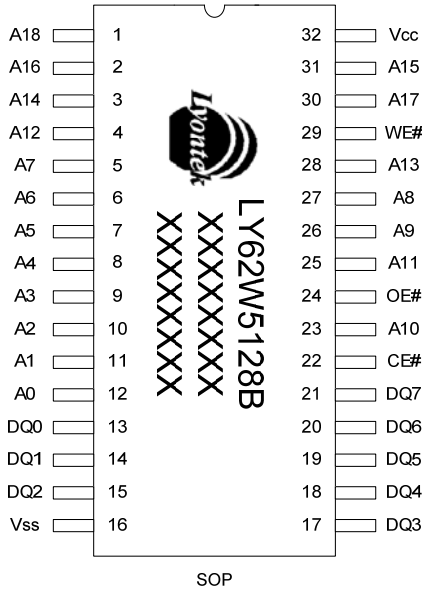 A18 1 32 Vcc
A16 2 31 A15
A14 3 30 A17
A12 4 29 WE#
A7 5 28 A13
A6 6 27 A8
A5 7 26 A9
A4 8 25 A11
A3 9 24 OE#
A2 10 23 A10
A1 11 22 CE#
A0 12 21 DQ7
DQ0 13 20 DQ6
DQ1 14 19 DQ5
DQ2 15 18 DQ4
Vss 16 17 DQ3
Lyontek
LY62W5128B
XXXXXXXX
XXXXXXXX
SOP